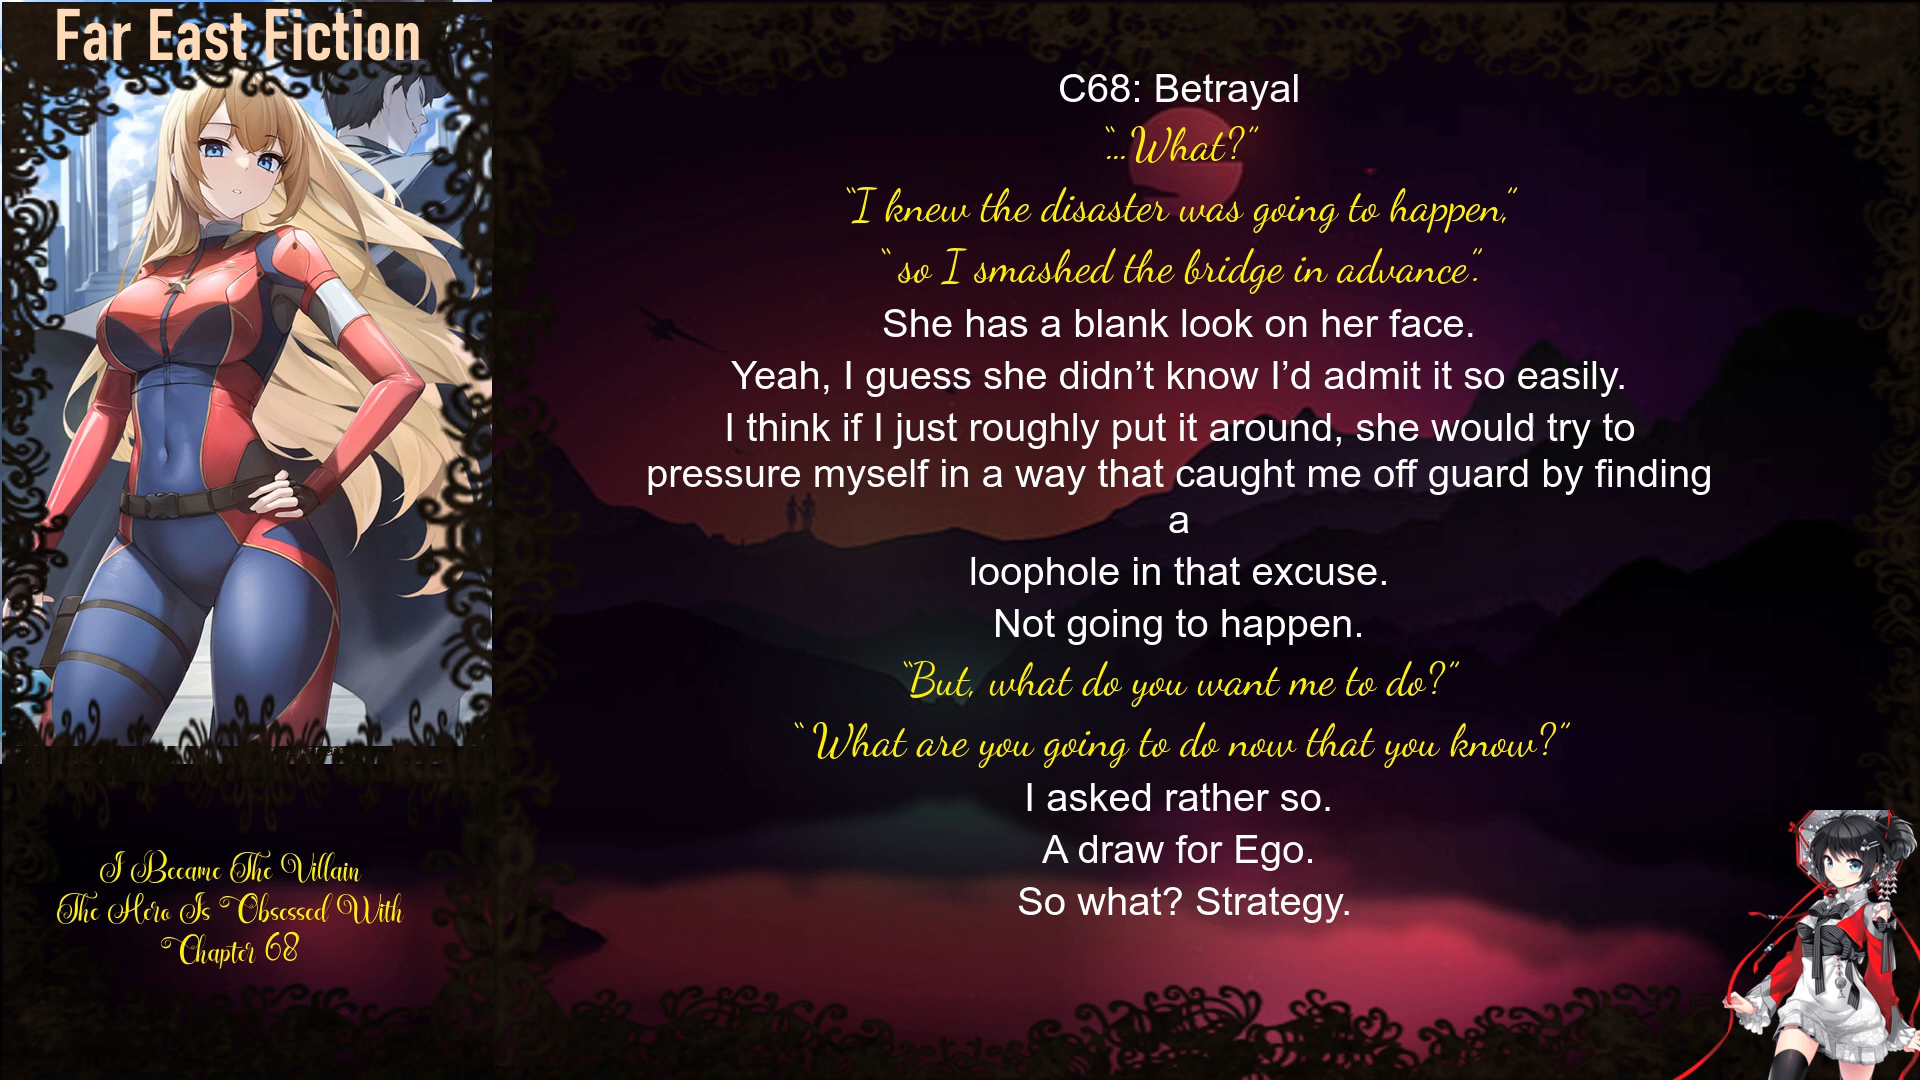 Far East Fiction
C68: Betrayal
“...What?”
“I knew the disaster was going to happen,”
“ so I smashed the bridge in advance”.
She has a blank look on her face.
Yeah, I guess she didn’t know I’d admit it so easily.
I think if I just roughly put it around, she would try to
pressure myself in a way that caught me off guard by finding
a
loophole in that excuse.
Not going to happen.
“But, what do you want me to do?”
“ What are you going to do now that you know?”
I asked rather so.
A draw for Ego.
So what? Strategy.
I Became The Villain
The Hero Is Obsessed With
Chapter 68